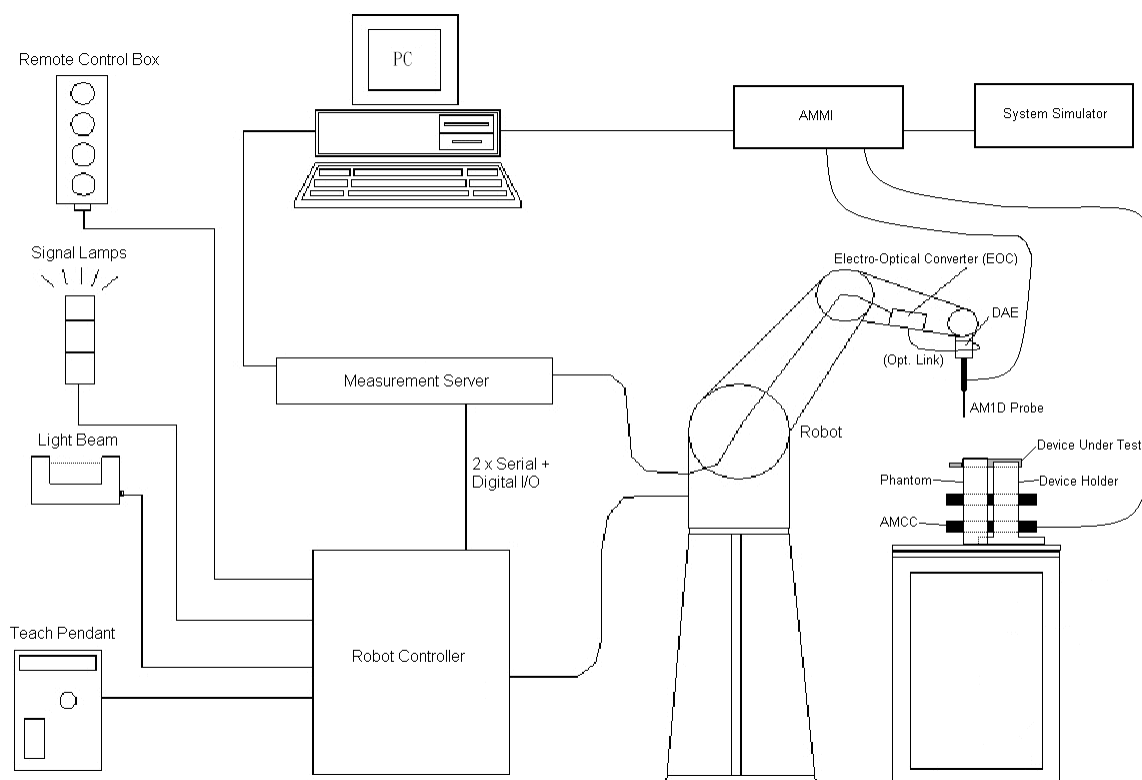 Remote Control Box
PC
AMMI
System Simulator
Signal Lamps
Electro-Optical Converter (EOC)
DAE
(Opt. Link)
Measurement Server
AM1D Probe
Light Beam
Robot
2 x Serial +
Digital I/O
Device Under Test
Phantom
Device Holder
AMCC
Teach Pendant
Robot Controller